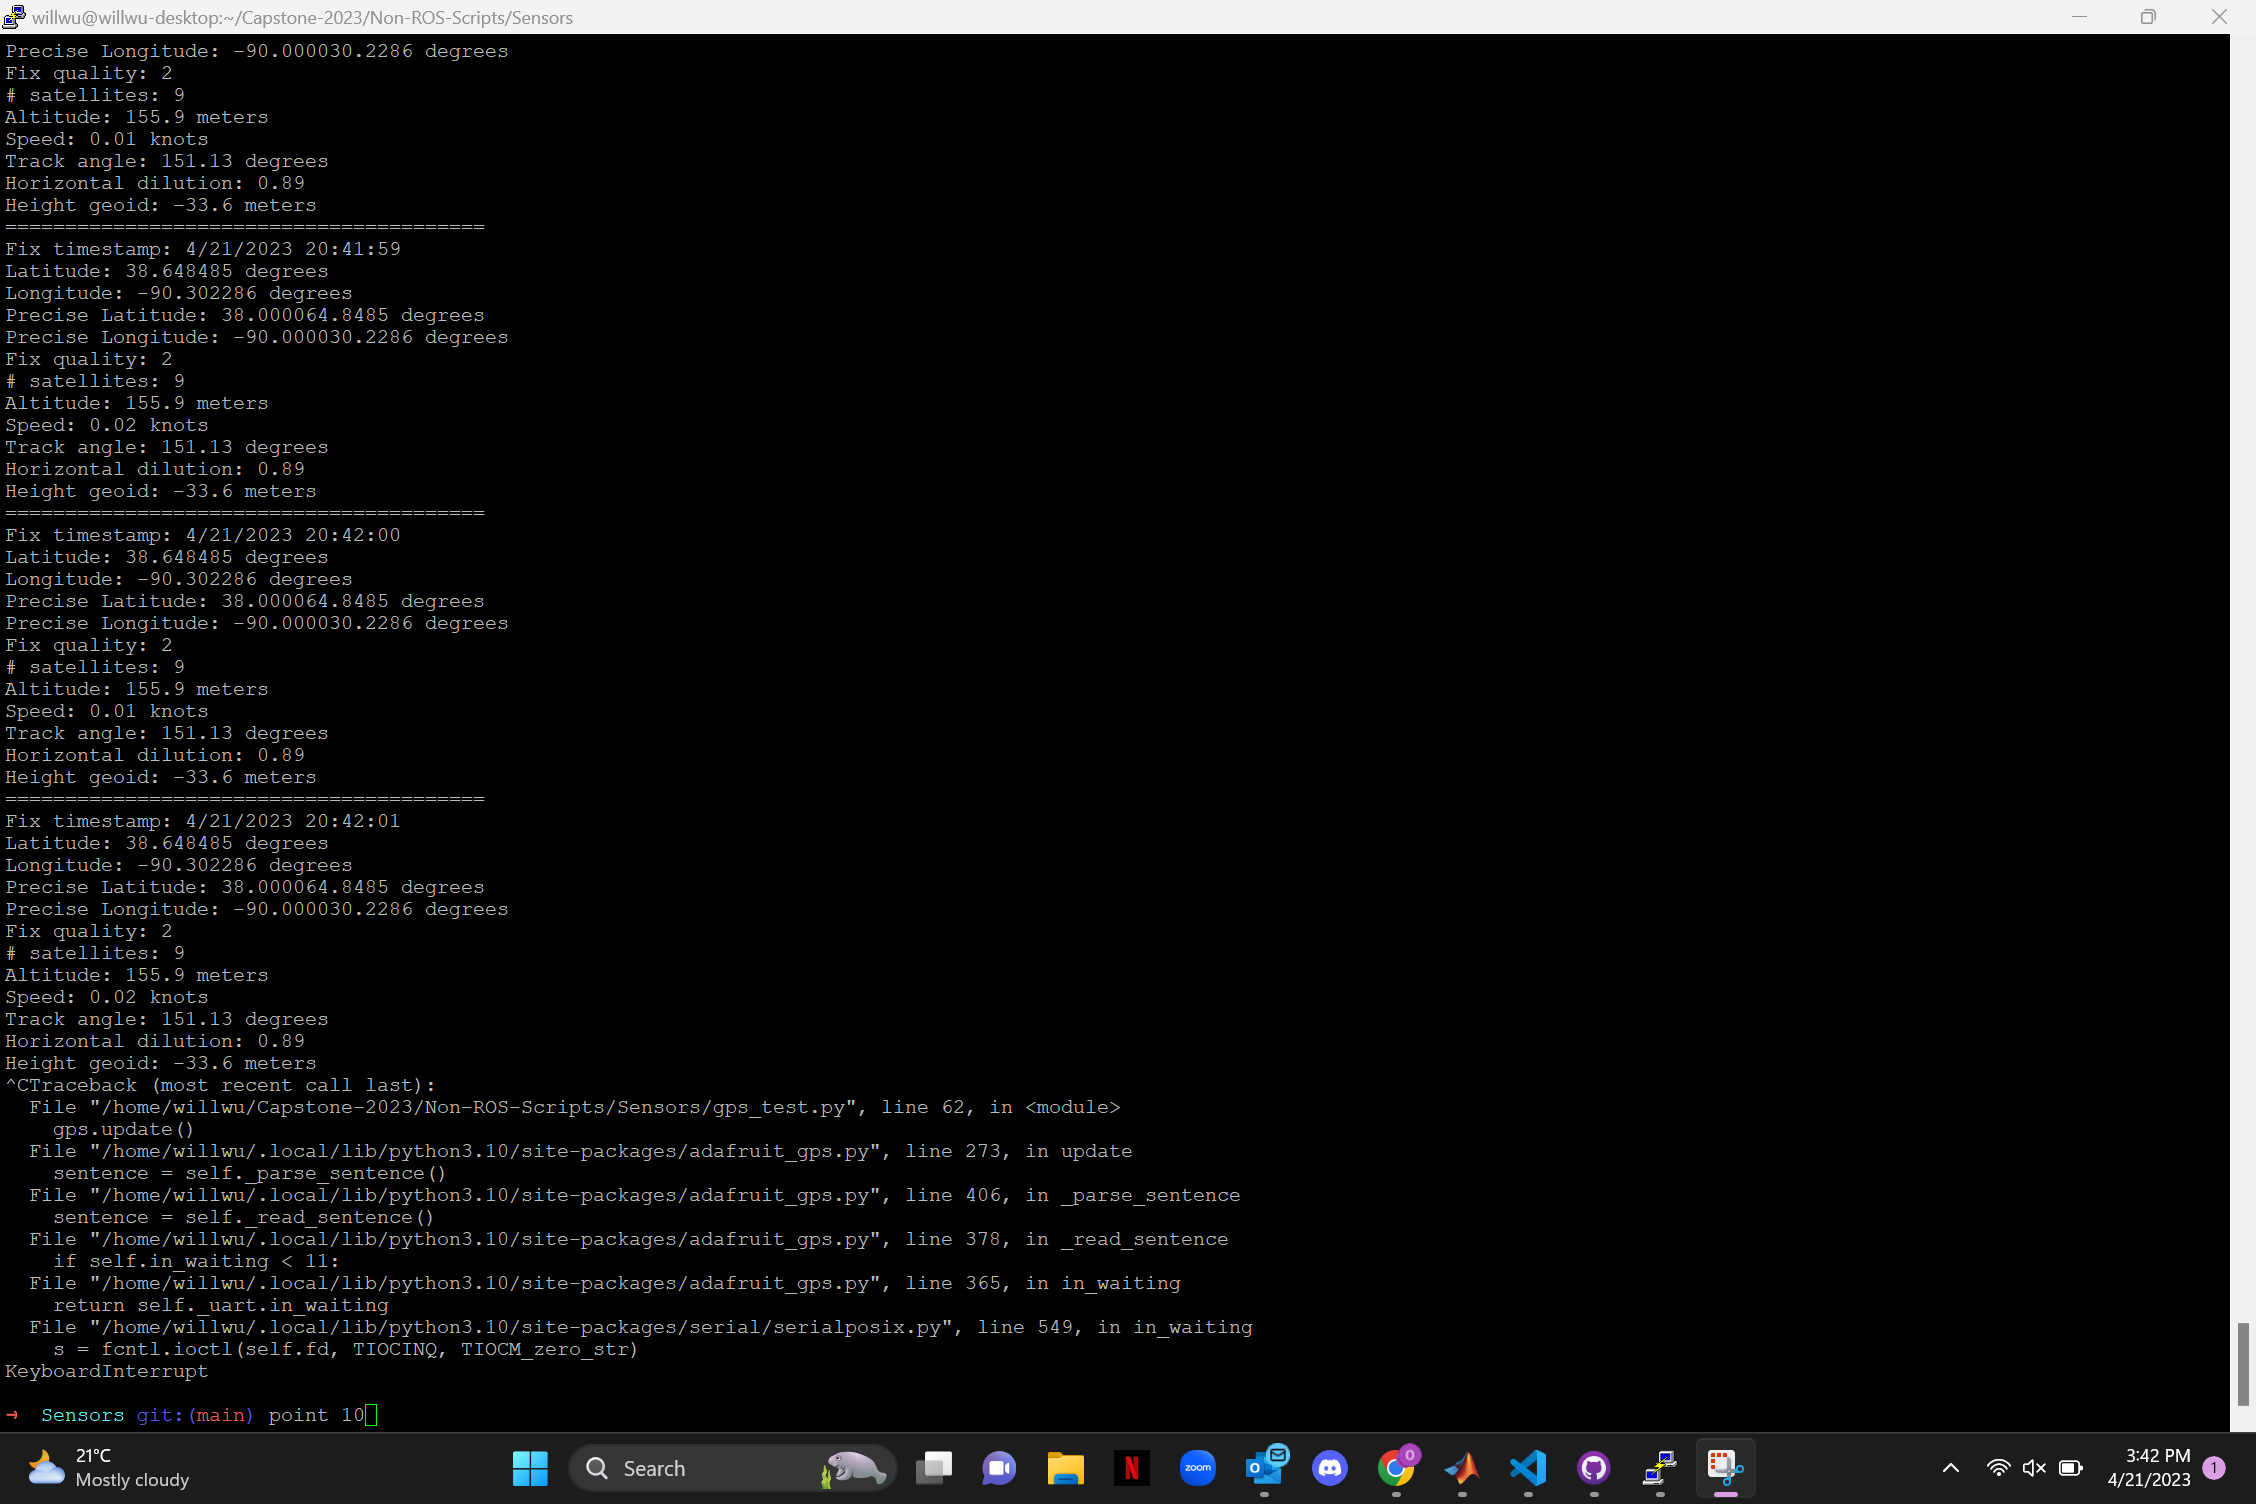 willwu@willwu-desktop:~/Capstone-2023/Non-ROS-Scripts/Sensors
Precise Longitude: -90.000030.2286 degrees
Fix quality: 2
# satellites: 9
Altitude: 155.9 meters
Speed: 0.01 knots
Track angle: 151.13 degrees
Horizontal dilution: 0.89
Height geoid: -33.6 meters
========================================
Fix timestamp: 4/21/2023 20:41:59
Latitude: 38.648485 degrees
Longitude: -90.302286 degrees
Precise Latitude: 38.000064.8485 degrees
Precise Longitude: -90.000030.2286 degrees
Fix quality: 2
# satellites: 9
Altitude: 155.9 meters
Speed: 0.02 knots
Track angle: 151.13 degrees
Horizontal dilution: 0.89
Height geoid: -33.6 meters
========================================
Fix timestamp: 4/21/2023 20:42:00
Latitude: 38.648485 degrees
Longitude: -90.302286 degrees
Precise Latitude: 38.000064.8485 degrees
Precise Longitude: -90.000030.2286 degrees
Fix quality: 2
# satellites: 9
Altitude: 155.9 meters
Speed: 0.01 knots
Track angle: 151.13 degrees
Horizontal dilution: 0.89
Height geoid: -33.6 meters
========================================
Fix timestamp: 4/21/2023 20:42:01
Latitude: 38.648485 degrees
Longitude: -90.302286 degrees
Precise Latitude: 38.000064.8485 degrees
Precise Longitude: -90.000030.2286 degrees
Fix quality: 2
# satellites: 9
Altitude: 155.9 meters
Speed: 0.02 knots
Track angle: 151.13 degrees
Horizontal dilution: 0.89
Height geoid: -33.6 meters
^CTraceback (most recent call last):
  File "/home/willwu/Capstone-2023/Non-ROS-Scripts/Sensors/gps_test.py", line 62, in <module>
    gps.update()
  File "/home/willwu/.local/lib/python3.10/site-packages/adafruit_gps.py", line 273, in update
    sentence = self._parse_sentence()
  File "/home/willwu/.local/lib/python3.10/site-packages/adafruit_gps.py", line 406, in _parse_sentence
    sentence = self._read_sentence()
  File "/home/willwu/.local/lib/python3.10/site-packages/adafruit_gps.py", line 378, in _read_sentence
    if self.in_waiting < 11:
  File "/home/willwu/.local/lib/python3.10/site-packages/adafruit_gps.py", line 365, in in_waiting
    return self._uart.in_waiting
  File "/home/willwu/.local/lib/python3.10/site-packages/serial/serialposix.py", line 549, in in_waiting
    s = fcntl.ioctl(self.fd, TIOCINQ, TIOCM_zero_str)
KeyboardInterrupt
→ Sensors git:(main) point 10
21°C
Mostly cloudy
Search
N
zoom
0
3:42 PM
4/21/2023
1